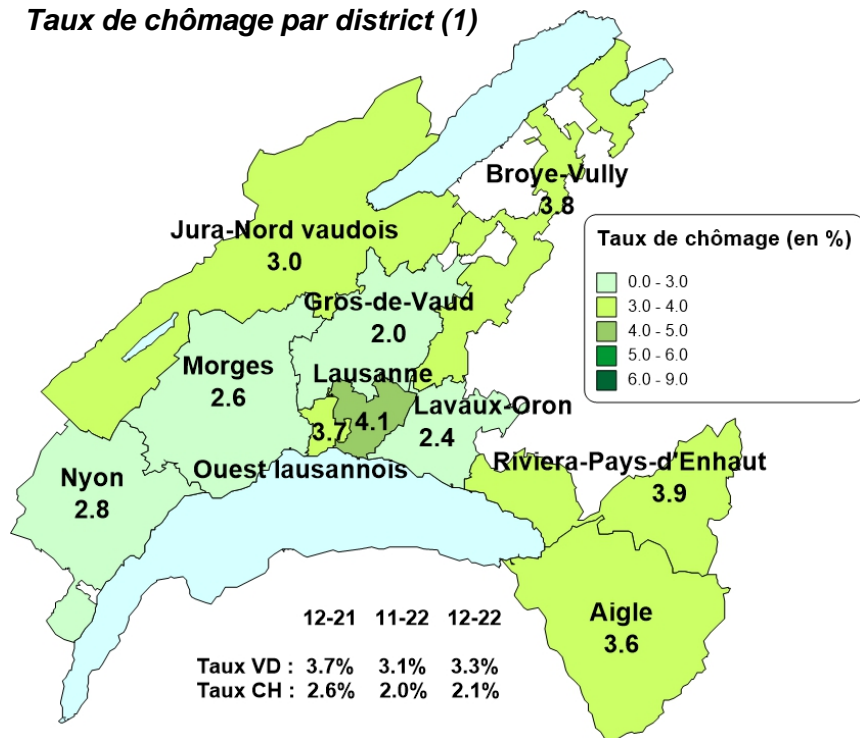 Taux de chômage par district (1)
Broye-Vully
3.8
Jura-Nord vaudois
3.0
Taux de chômage (en %)
0.0 - 3.0
3.0 - 4.0
4.0 - 5.0
5.0 - 6.0
6.0 - 9.0
Gros-de-Vaud
2.0
Morges
2.6
Lausanne
4.1
3.7
Lavaux-Oron
2.4
Ouest lausannois
Riviera-Pays-d'Enhaut
3.9
Nyon
2.8
Aigle
3.6
12-21 11-22 12-22
Taux VD : 3.7% 3.1% 3.3%
Taux CH : 2.6% 2.0% 2.1%